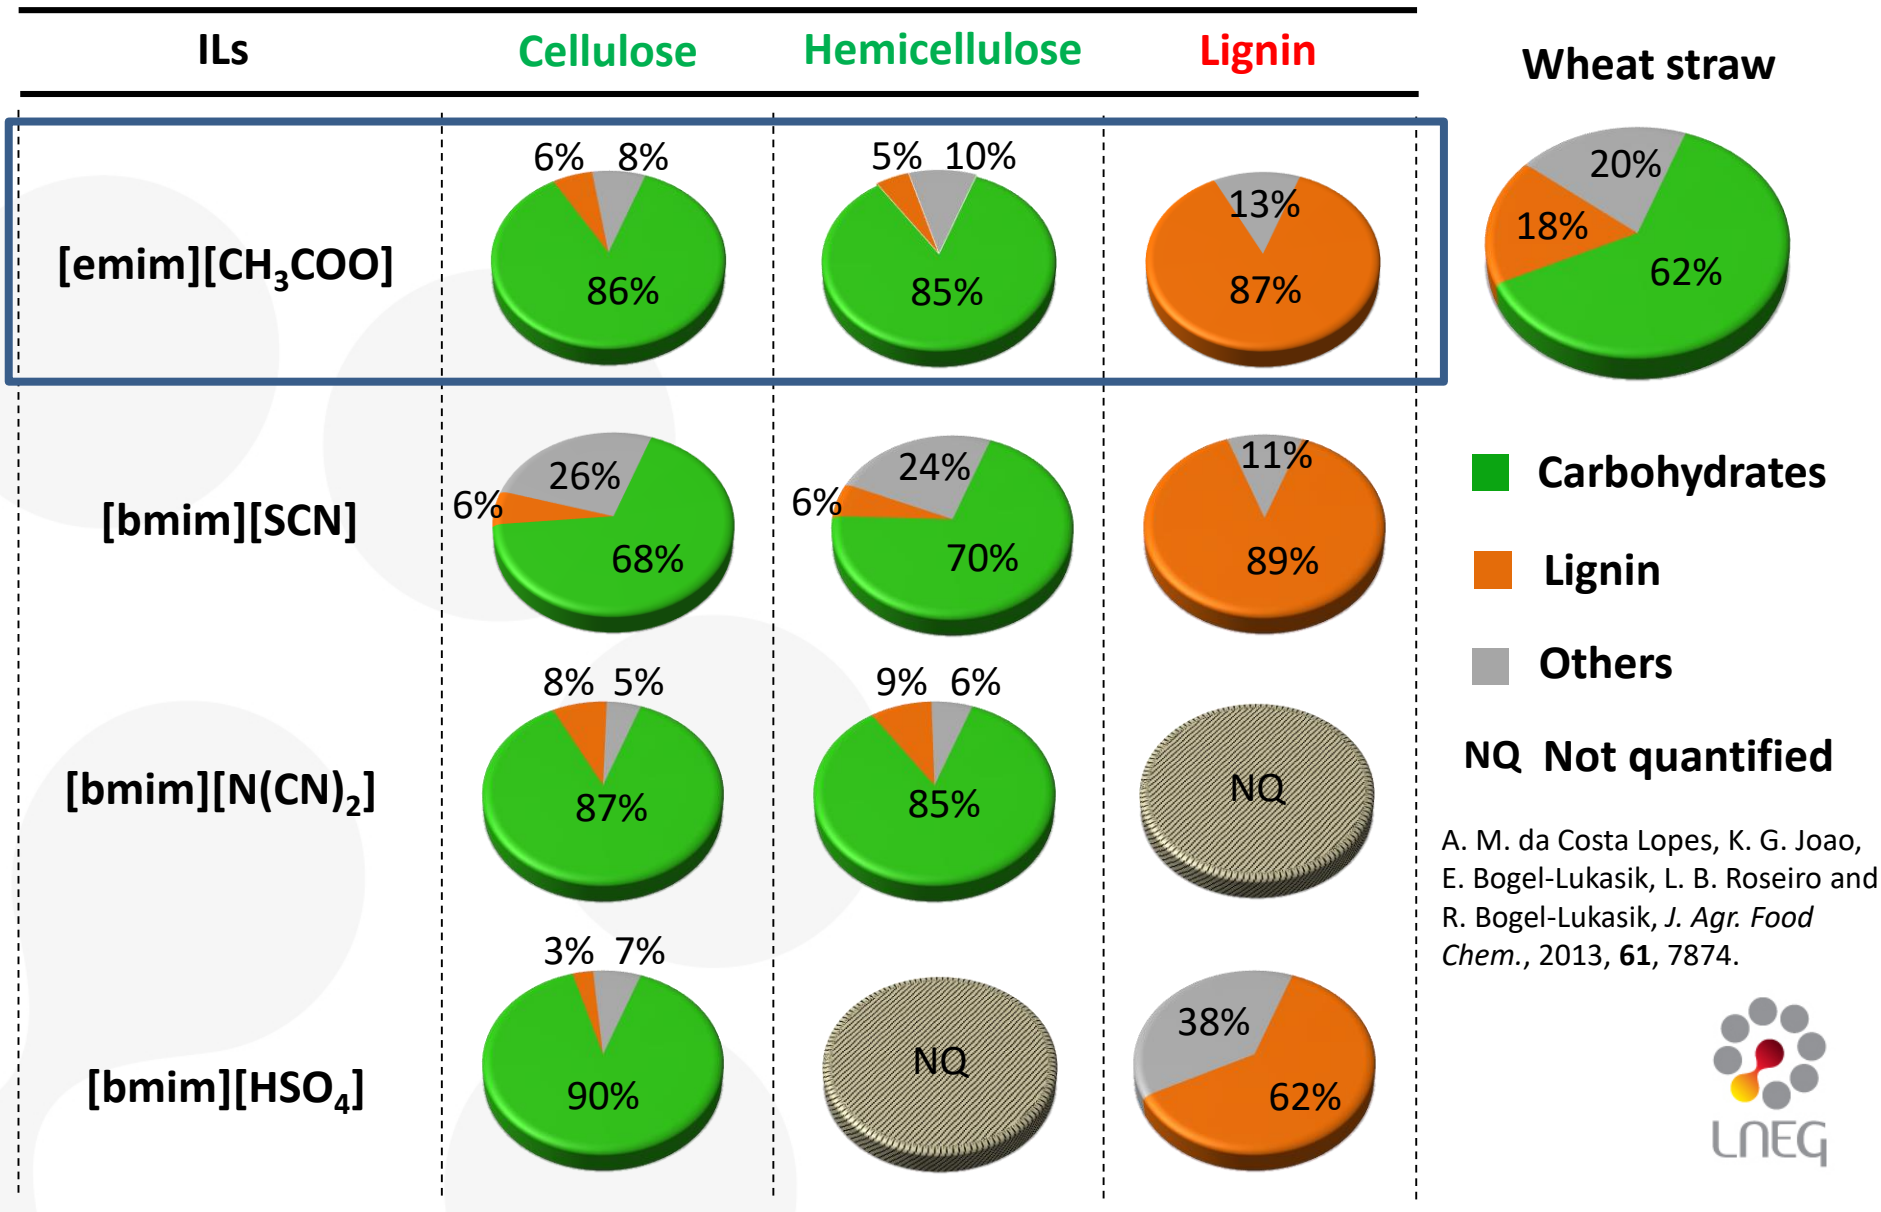 ILs Cellulose Hemicellulose Lignin
Wheat straw
[emim][CH₃COO]
6% 8%
86%
5% 10%
85%
13%
87%
20%
18%
62%
[bmim][SCN]
26%
6%
68%
24%
6%
70%
11%
89%
Carbohydrates
Lignin
Others
NQ Not quantified
[bmim][N(CN)₂]
8% 5%
87%
9% 6%
85%
NQ
A. M. da Costa Lopes, K. G. Joao,
E. Bogel-Lukasik, L. B. Roseiro and
R. Bogel-Lukasik, J. Agr. Food
Chem., 2013, 61, 7874.
[bmim][HSO₄]
3% 7%
90%
NQ
38%
62%
LNEG